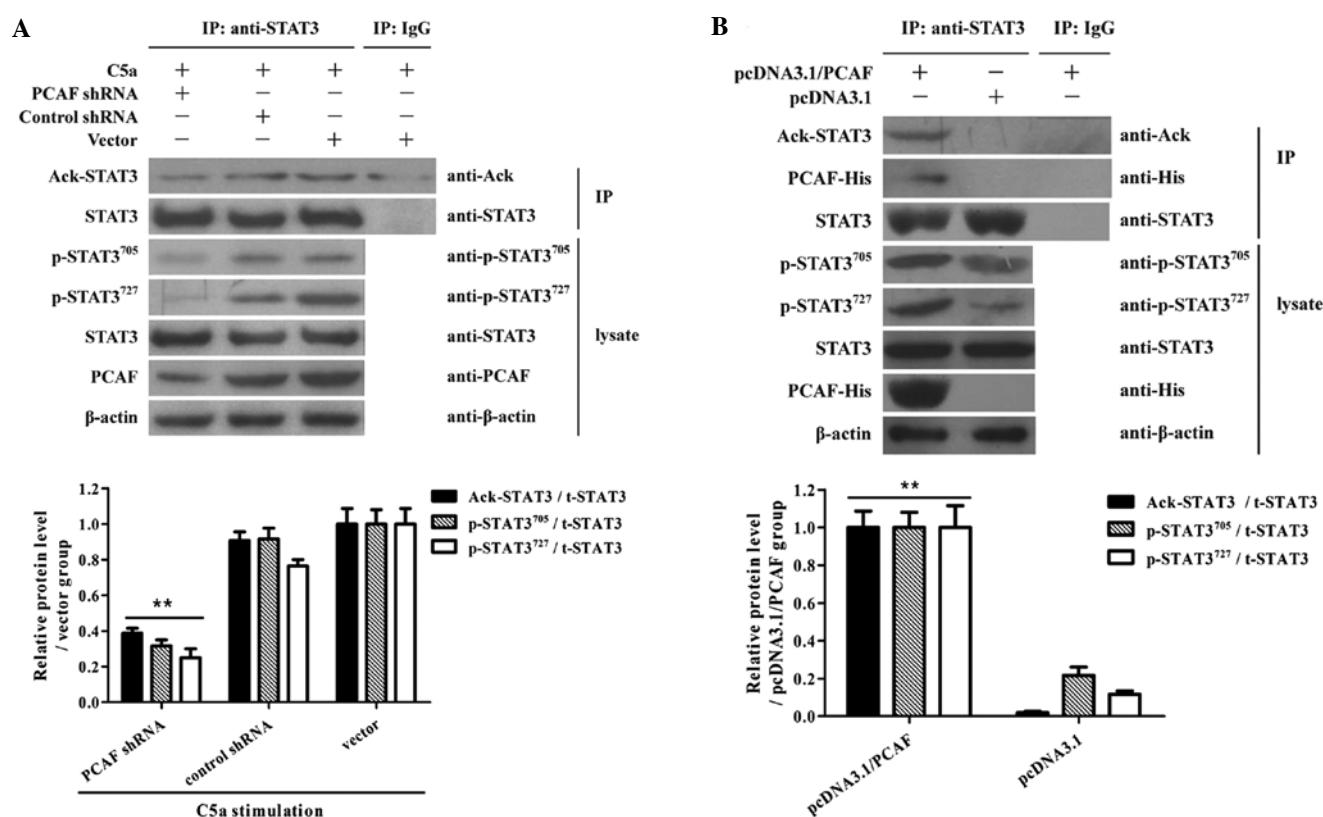 A
IP: anti-STAT3 IP: IgG
C5a + + + +
PCAF shRNA + − − −
Control shRNA − + − −
Vector − − + +
Ack-STAT3 anti-Ack
STAT3 anti-STAT3
IP
p-STAT3705 anti-p-STAT3705
p-STAT3727 anti-p-STAT3727
STAT3 anti-STAT3
PCAF anti-PCAF
β-actin anti-β-actin
lysate
Relative protein level
/ vector group
1.2
1.0
0.8
0.6
0.4
0.2
0.0
**
Ack-STAT3 / t-STAT3
p-STAT3705 / t-STAT3
p-STAT3727 / t-STAT3
PCAF shRNA
control shRNA
vector
C5a stimulation
B
IP: anti-STAT3 IP: IgG
pcDNA3.1/PCAF + − +
pcDNA3.1 − + −
Ack-STAT3 anti-Ack
PCAF-His anti-His
STAT3 anti-STAT3
IP
p-STAT3705 anti-p-STAT3705
p-STAT3727 anti-p-STAT3727
STAT3 anti-STAT3
PCAF-His anti-His
β-actin anti-β-actin
lysate
Relative protein level
/ pcDNA3.1/PCAF group
1.2
1.0
0.8
0.6
0.4
0.2
0.0
**
Ack-STAT3 / t-STAT3
p-STAT3705 / t-STAT3
p-STAT3727 / t-STAT3
pcDNA3.1/PCAF
pcDNA3.1